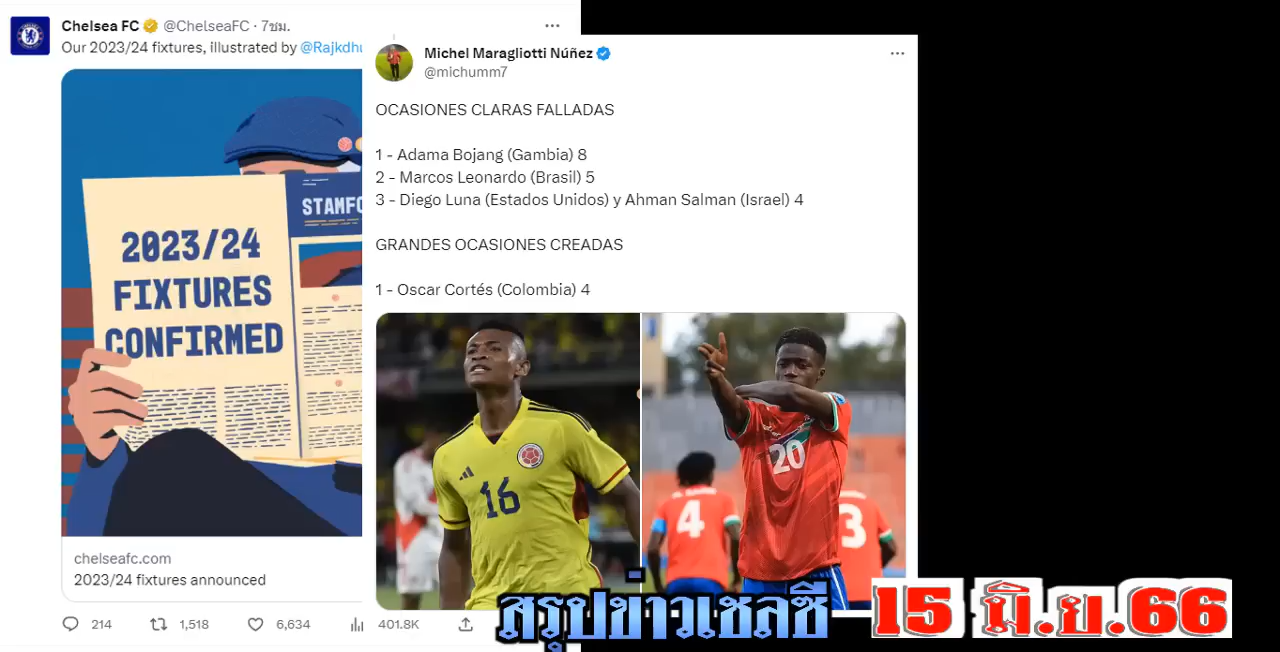 Chelsea FC @ChelseaFC · 7ชม.
Our 2023/24 fixtures, illustrated by @Rajkdhu
2023/24
FIXTURES
CONFIRMED
STAMFO
chelseafc.com
2023/24 fixtures announced
214 1,518 6,634 401.8K
Michel Maragliotti Núñez
@michumm7
OCASIONES CLARAS FALLADAS
1 - Adama Bojang (Gambia) 8
2 - Marcos Leonardo (Brasil) 5
3 - Diego Luna (Estados Unidos) y Ahman Salman (Israel) 4
GRANDES OCASIONES CREADAS
1 - Oscar Cortés (Colombia) 4
16
20
4
3
สรุปข่าวเชลซี 15 มิ.ย.66